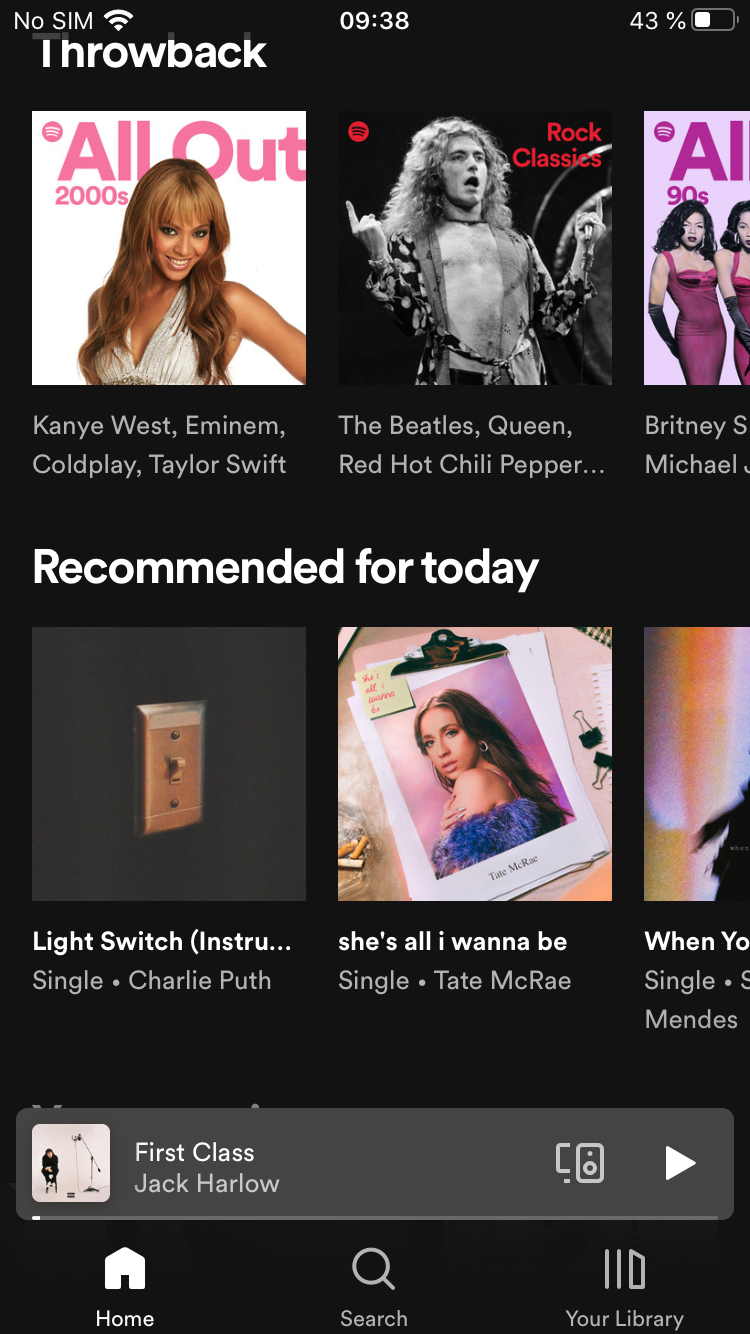 No SIM 09:38 43 %
Throwback
All Out
2000s
Rock
Classics
All
90s
Kanye West, Eminem,
Coldplay, Taylor Swift
The Beatles, Queen,
Red Hot Chili Pepper...
Britney S
Michael J
Recommended for today
she's
all i
wanna
be
Tate McRae
when
Light Switch (Instru...
Single • Charlie Puth
she's all i wanna be
Single • Tate McRae
When Yo
Single • S
Mendes
First Class
Jack Harlow
Home
Search
Your Library